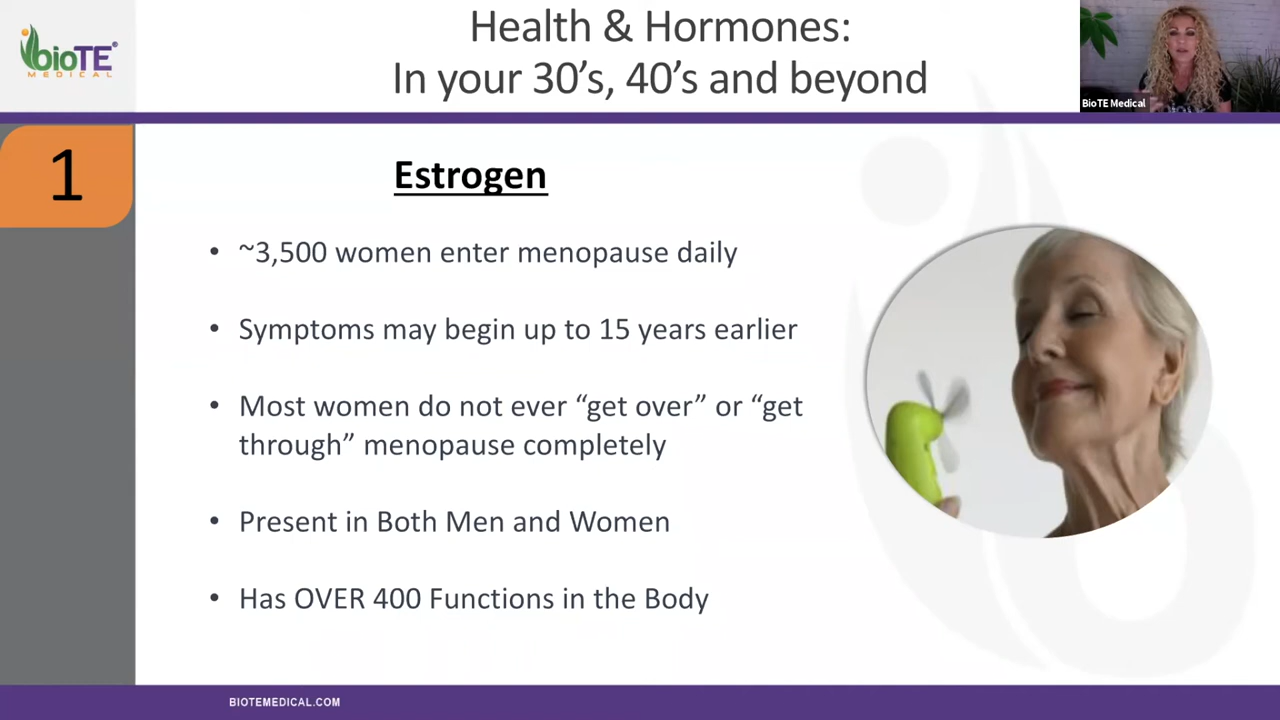 bioTE®
MEDICAL
Health & Hormones:
In your 30’s, 40’s and beyond
BioTE Medical
1
Estrogen
• ~3,500 women enter menopause daily
• Symptoms may begin up to 15 years earlier
• Most women do not ever “get over” or “get
through” menopause completely
• Present in Both Men and Women
• Has OVER 400 Functions in the Body
BIOTEMEDICAL.COM